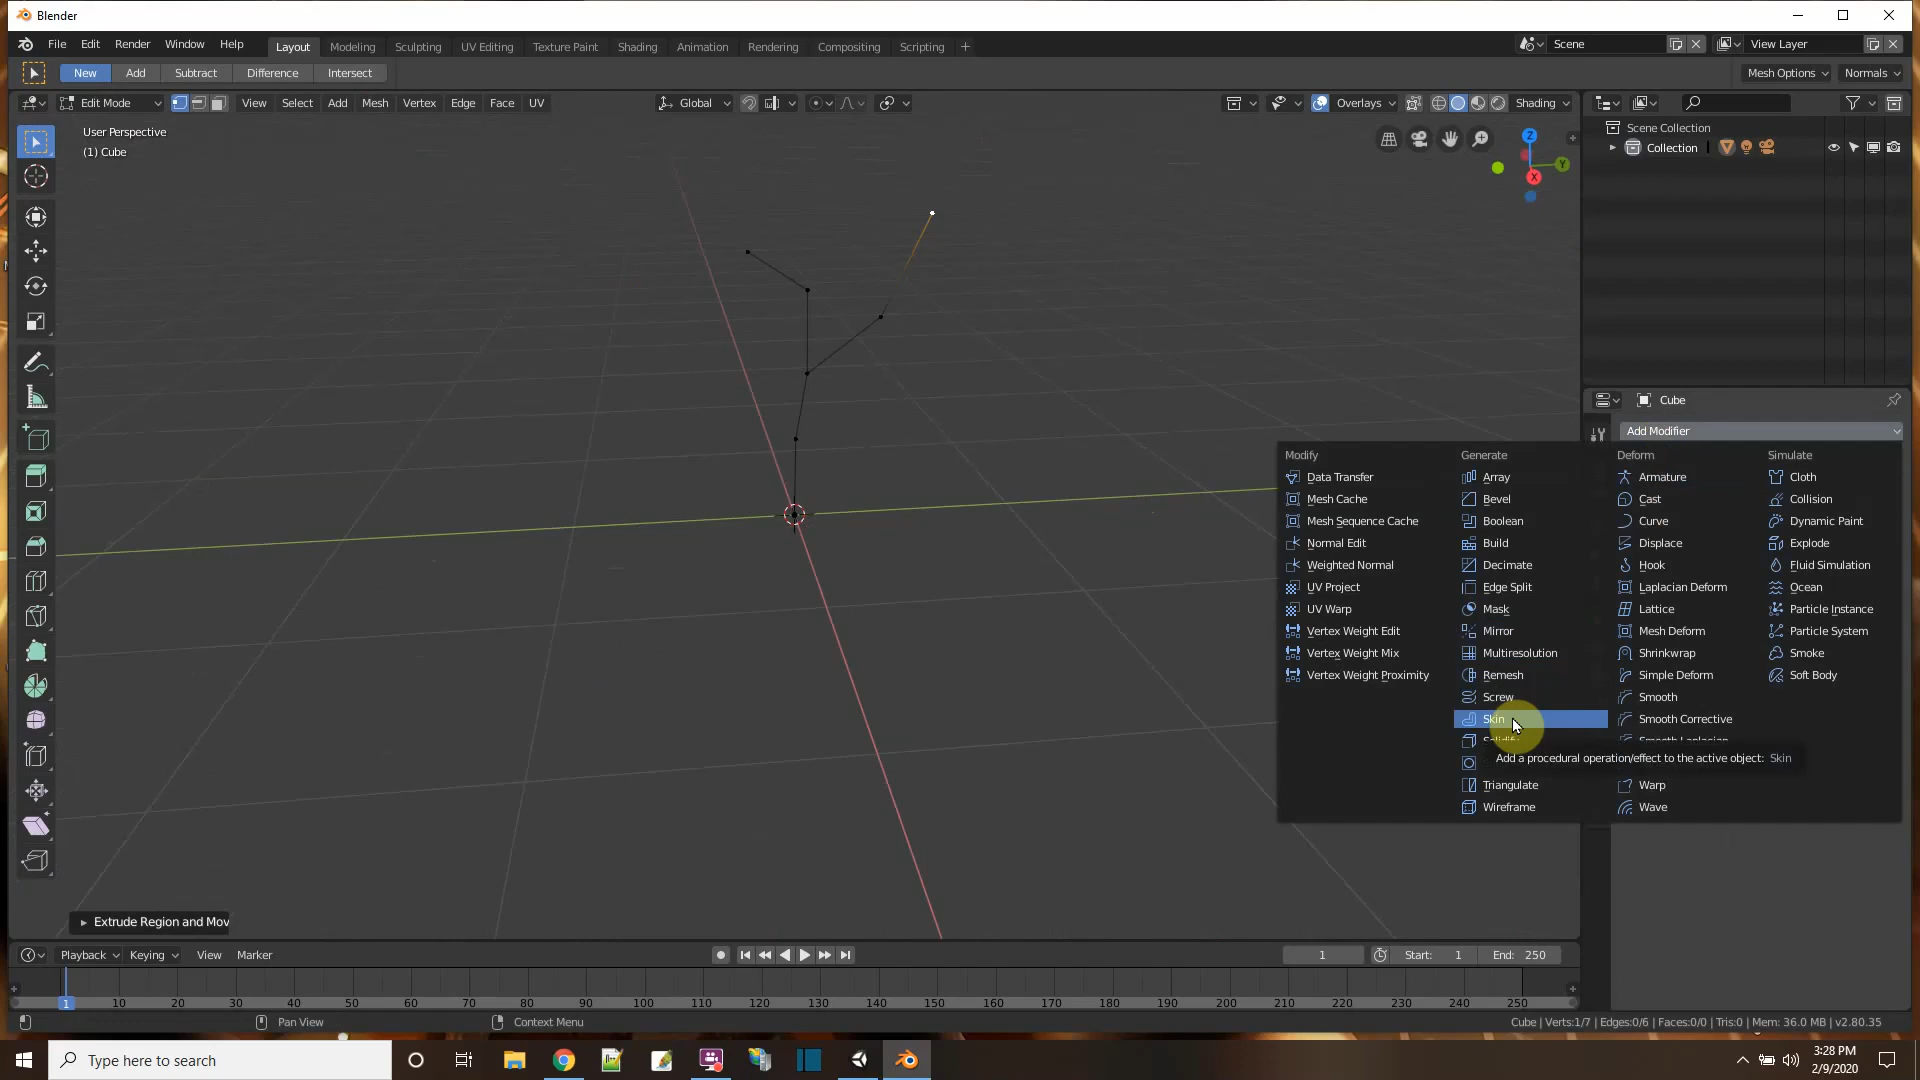 Blender
File Edit Render Window Help Layout Modeling Sculpting UV Editing Texture Paint Shading Animation Rendering Compositing Scripting + Scene View Layer
New Add Subtract Difference Intersect Mesh Options Normals
Edit Mode View Select Add Mesh Vertex Edge Face UV Global Overlays Shading
User Perspective
(1) Cube
Z
Y
X
Scene Collection
Collection
Cube
Add Modifier
Modify Generate Deform Simulate
Data Transfer Array Armature Cloth
Mesh Cache Bevel Cast Collision
Mesh Sequence Cache Boolean Curve Dynamic Paint
Normal Edit Build Displace Explode
Weighted Normal Decimate Hook Fluid Simulation
UV Project Edge Split Laplacian Deform Ocean
UV Warp Mask Lattice Particle Instance
Vertex Weight Edit Mirror Mesh Deform Particle System
Vertex Weight Mix Multiresolution Shrinkwrap Smoke
Vertex Weight Proximity Remesh Simple Deform Soft Body
Screw Smooth
Skin Smooth Corrective
Solidify Smooth Laplacian
Add a procedural operation/effect to the active object: Skin
Triangulate Warp
Wireframe Wave
Extrude Region and Mov
Playback Keying View Marker 1 Start: 1 End: 250
1 10 20 30 40 50 60 70 80 90 100 110 120 130 140 150 160 170 180 190 200 210 220 230 240 250
Pan View Context Menu Cube | Verts:1/7 | Edges:0/6 | Faces:0/0 | Tris:0 | Mem: 36.0 MB | v2.80.35
Type here to search
3:28 PM
2/9/2020